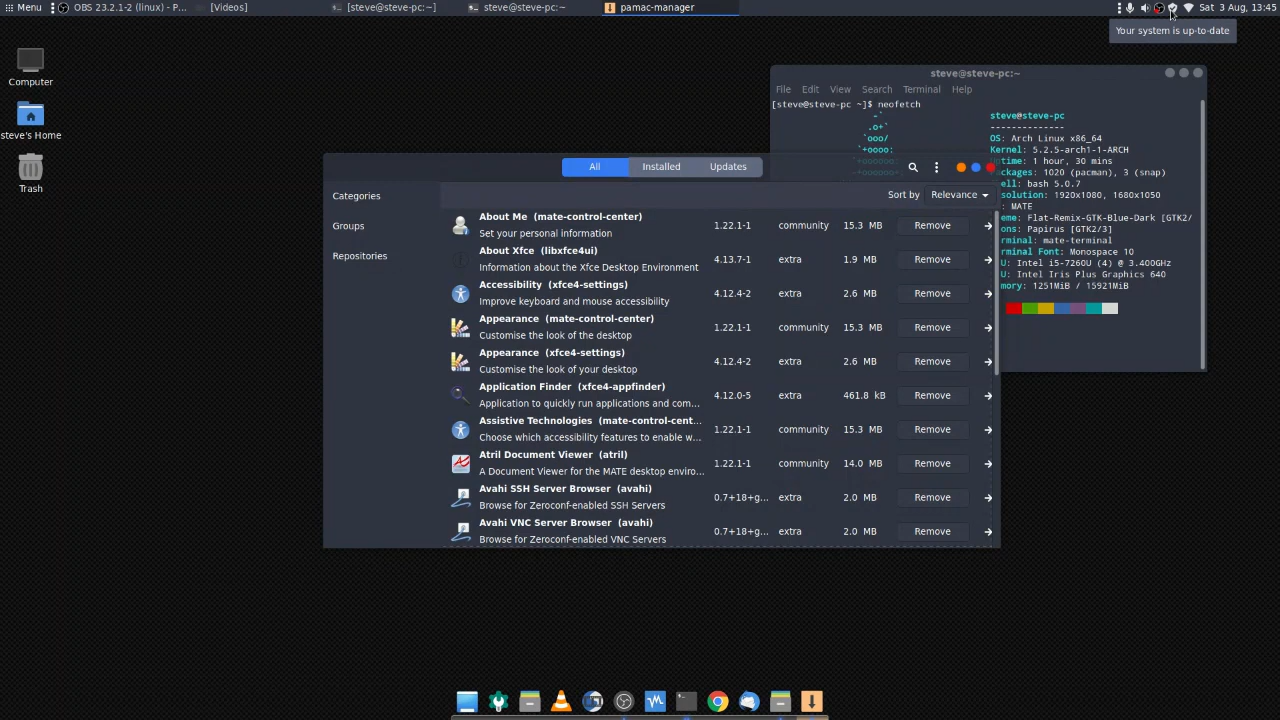 Menu
OBS 23.2.1-2 (linux) - P...
[Videos]
[steve@steve-pc:~]
steve@steve-pc:~
pamac-manager
Sat 3 Aug, 13:45
Your system is up-to-date
Computer
steve's Home
Trash
steve@steve-pc:~
File Edit View Search Terminal Help
[steve@steve-pc ~]$ neofetch
-`
.o+`
`ooo/
`+oooo:
steve@steve-pc
--------------
OS: Arch Linux x86_64
Kernel: 5.2.5-arch1-1-ARCH
ptime: 1 hour, 30 mins
ckages: 1020 (pacman), 3 (snap)
ell: bash 5.0.7
solution: 1920x1080, 1680x1050
: MATE
eme: Flat-Remix-GTK-Blue-Dark [GTK2/
ons: Papirus [GTK2/3]
rminal: mate-terminal
rminal Font: Monospace 10
U: Intel i5-7260U (4) @ 3.400GHz
U: Intel Iris Plus Graphics 640
mory: 1251MiB / 15921MiB
All Installed Updates
Categories
Groups
Repositories
Sort by Relevance
About Me (mate-control-center) 1.22.1-1 community 15.3 MB Remove
Set your personal information
About Xfce (libxfce4ui) 4.13.7-1 extra 1.9 MB Remove
Information about the Xfce Desktop Environment
Accessibility (xfce4-settings) 4.12.4-2 extra 2.6 MB Remove
Improve keyboard and mouse accessibility
Appearance (mate-control-center) 1.22.1-1 community 15.3 MB Remove
Customise the look of the desktop
Appearance (xfce4-settings) 4.12.4-2 extra 2.6 MB Remove
Customise the look of your desktop
Application Finder (xfce4-appfinder) 4.12.0-5 extra 461.8 kB Remove
Application to quickly run applications and com...
Assistive Technologies (mate-control-cent... 1.22.1-1 community 15.3 MB Remove
Choose which accessibility features to enable w...
Atril Document Viewer (atril) 1.22.1-1 community 14.0 MB Remove
A Document Viewer for the MATE desktop enviro...
Avahi SSH Server Browser (avahi) 0.7+18+g... extra 2.0 MB Remove
Browse for Zeroconf-enabled SSH Servers
Avahi VNC Server Browser (avahi) 0.7+18+g... extra 2.0 MB Remove
Browse for Zeroconf-enabled VNC Servers